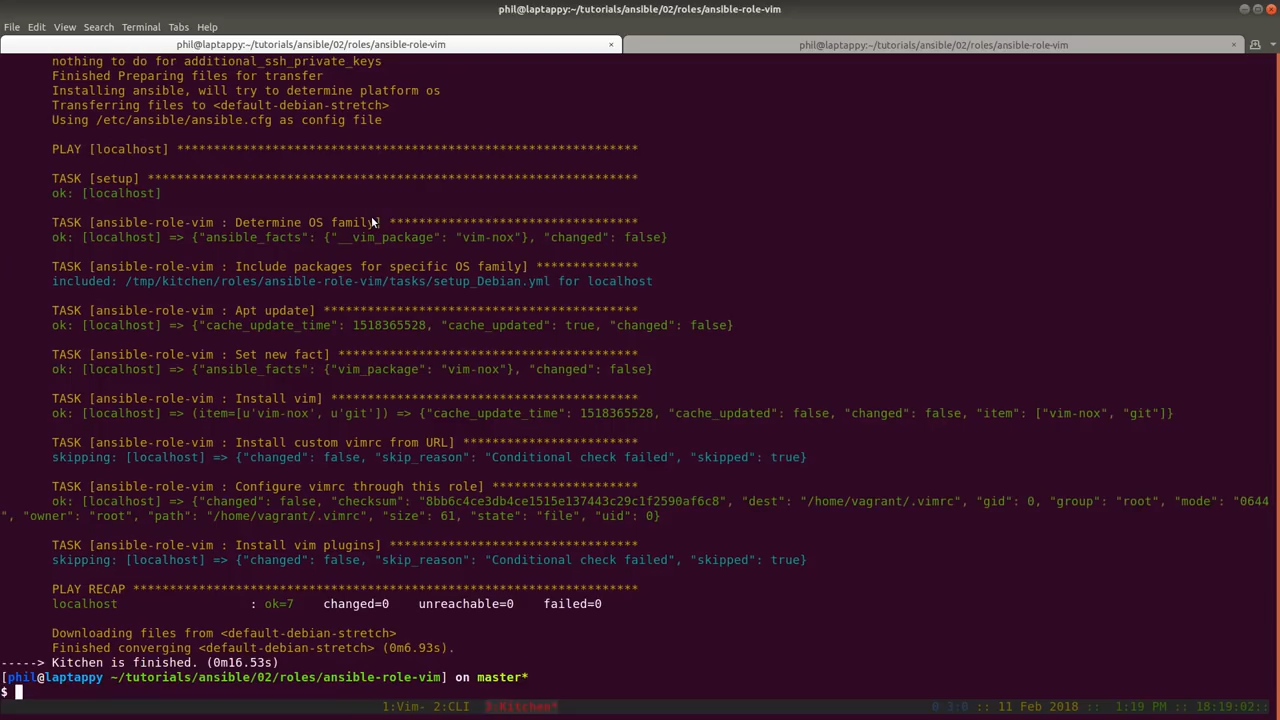 phil@laptappy:~/tutorials/ansible/02/roles/ansible-role-vim
File Edit View Search Terminal Tabs Help
phil@laptappy:~/tutorials/ansible/02/roles/ansible-role-vim × phil@laptappy:~/tutorials/ansible/02/roles/ansible-role-vim ×
nothing to do for additional_ssh_private_keys
Finished Preparing files for transfer
Installing ansible, will try to determine platform os
Transferring files to <default-debian-stretch>
Using /etc/ansible/ansible.cfg as config file
PLAY [localhost] ***************************************************************
TASK [setup] *******************************************************************
ok: [localhost]
TASK [ansible-role-vim : Determine OS family] **********************************
ok: [localhost] => {"ansible_facts": {"__vim_package": "vim-nox"}, "changed": false}
TASK [ansible-role-vim : Include packages for specific OS family] **************
included: /tmp/kitchen/roles/ansible-role-vim/tasks/setup_Debian.yml for localhost
TASK [ansible-role-vim : Apt update] *******************************************
ok: [localhost] => {"cache_update_time": 1518365528, "cache_updated": true, "changed": false}
TASK [ansible-role-vim : Set new fact] *****************************************
ok: [localhost] => {"ansible_facts": {"vim_package": "vim-nox"}, "changed": false}
TASK [ansible-role-vim : Install vim] ******************************************
ok: [localhost] => (item=[u'vim-nox', u'git']) => {"cache_update_time": 1518365528, "cache_updated": false, "changed": false, "item": ["vim-nox", "git"]}
TASK [ansible-role-vim : Install custom vimrc from URL] ************************
skipping: [localhost] => {"changed": false, "skip_reason": "Conditional check failed", "skipped": true}
TASK [ansible-role-vim : Configure vimrc through this role] ********************
ok: [localhost] => {"changed": false, "checksum": "8bb6c4ce3db4ce1515e137443c29c1f2590af6c8", "dest": "/home/vagrant/.vimrc", "gid": 0, "group": "root", "mode": "0644
", "owner": "root", "path": "/home/vagrant/.vimrc", "size": 61, "state": "file", "uid": 0}
TASK [ansible-role-vim : Install vim plugins] **********************************
skipping: [localhost] => {"changed": false, "skip_reason": "Conditional check failed", "skipped": true}
PLAY RECAP *********************************************************************
localhost : ok=7 changed=0 unreachable=0 failed=0
Downloading files from <default-debian-stretch>
Finished converging <default-debian-stretch> (0m6.93s).
-----> Kitchen is finished. (0m16.53s)
[phil@laptappy ~/tutorials/ansible/02/roles/ansible-role-vim] on master*
$
1:Vim- 2:CLI 3:Kitchen* 0 3:0 :: 11 Feb 2018 :: 1:19 PM :: 18:19:02::